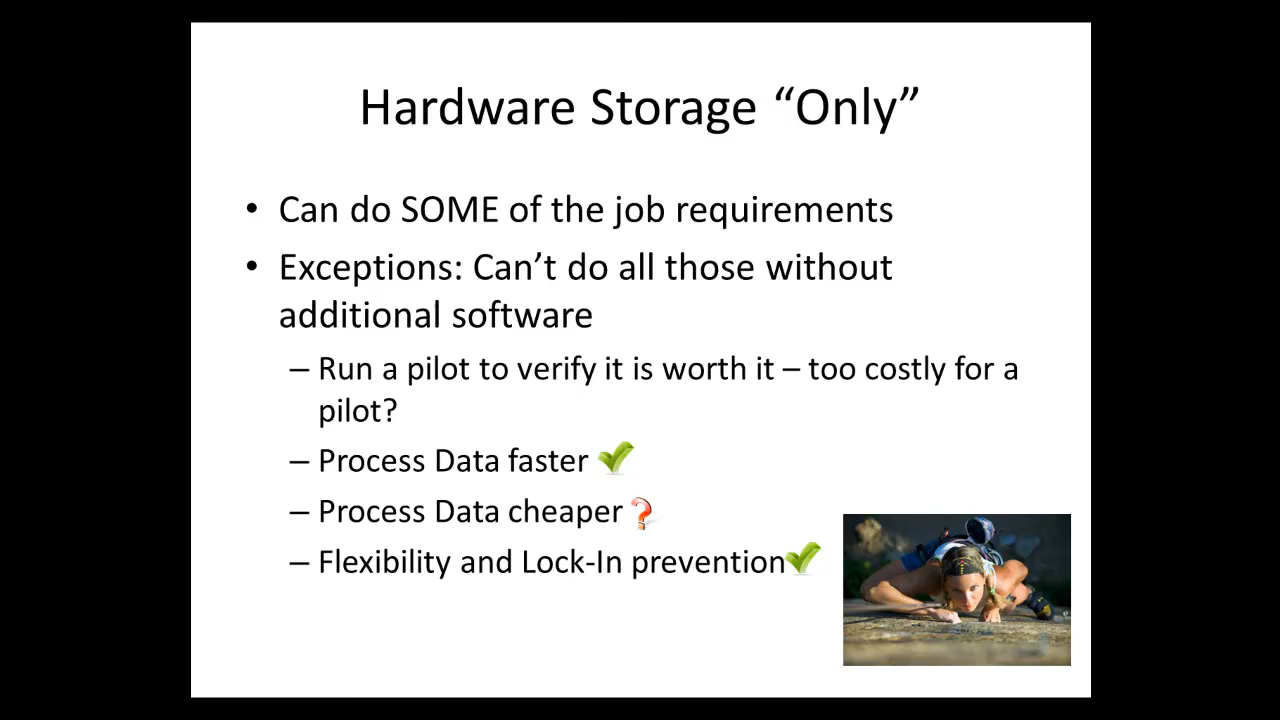 Hardware Storage “Only”
• Can do SOME of the job requirements
• Exceptions: Can’t do all those without
additional software
– Run a pilot to verify it is worth it – too costly for a
pilot?
– Process Data faster
– Process Data cheaper
– Flexibility and Lock-In prevention